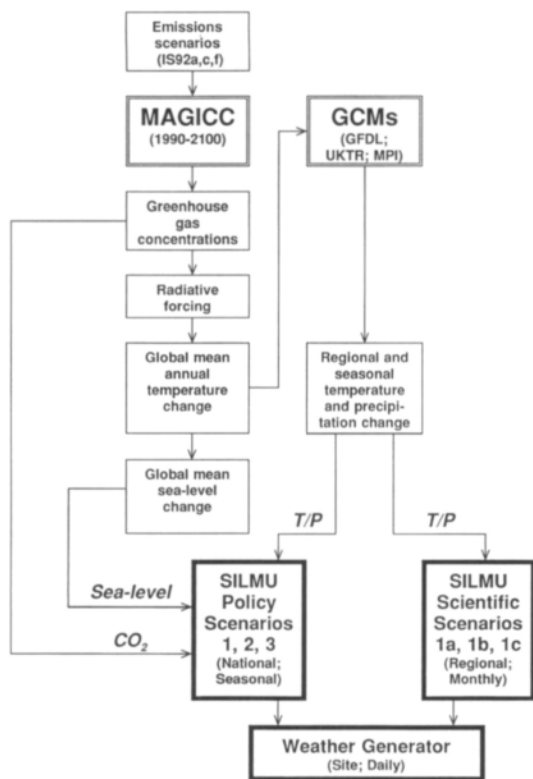 Emissions
scenarios
(IS92a,c,f)
MAGICC
(1990-2100)
GCMs
(GFDL;
UKTR; MPI)
Greenhouse
gas
concentrations
Radiative
forcing
Global mean
annual
temperature
change
Regional and
seasonal
temperature
and precipi-
tation change
Global mean
sea-level
change
T/P
T/P
Sea-level
CO₂
SILMU
Policy
Scenarios
1, 2, 3
(National;
Seasonal)
SILMU
Scientific
Scenarios
1a, 1b, 1c
(Regional;
Monthly)
Weather Generator
(Site; Daily)